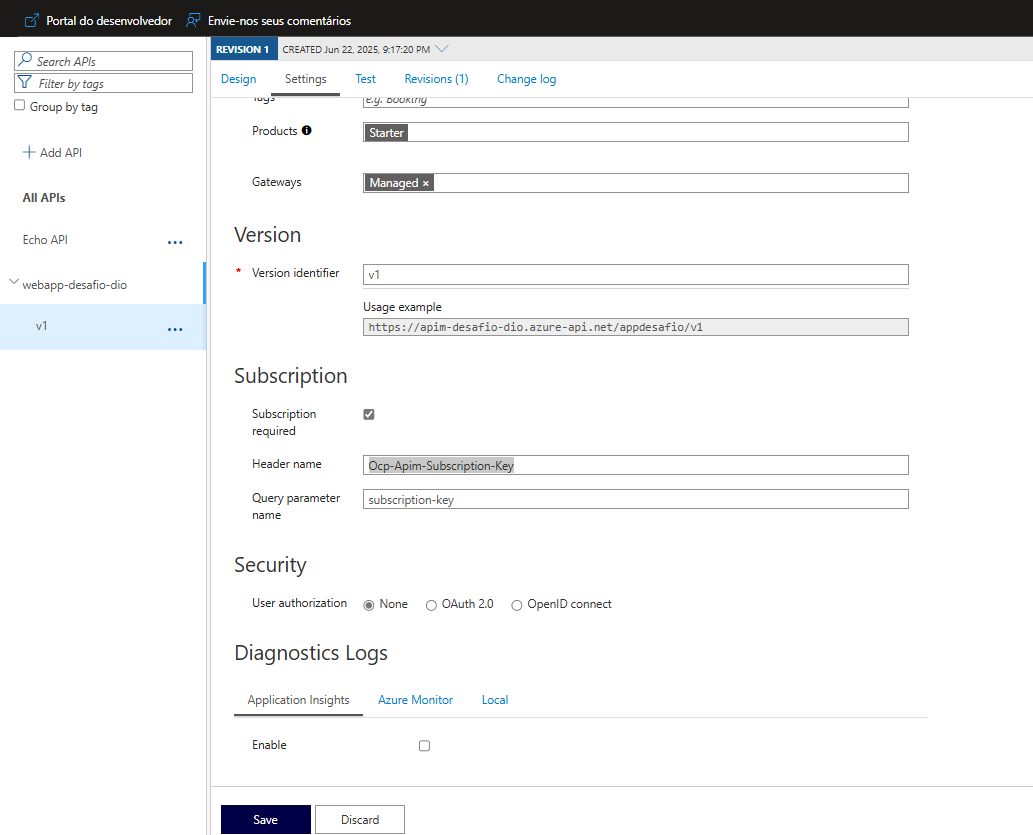 Portal do desenvolvedor
Envie-nos seus comentários
Search APIs
Filter by tags
Group by tag
Add API
All APIs
Echo API
...
webapp-desafio-dio
v1
...
REVISION 1
CREATED Jun 22, 2025, 9:17:20 PM
Design
Settings
Test
Revisions (1)
Change log
Tags
e.g. Booking
Products
Starter
Gateways
Managed ×
Version
* Version identifier
v1
Usage example
https://apim-desafio-dio.azure-api.net/appdesafio/v1
Subscription
Subscription
required
Header name
Ocp-Apim-Subscription-Key
Query parameter
name
subscription-key
Security
User authorization
None
OAuth 2.0
OpenID connect
Diagnostics Logs
Application Insights
Azure Monitor
Local
Enable
Save
Discard